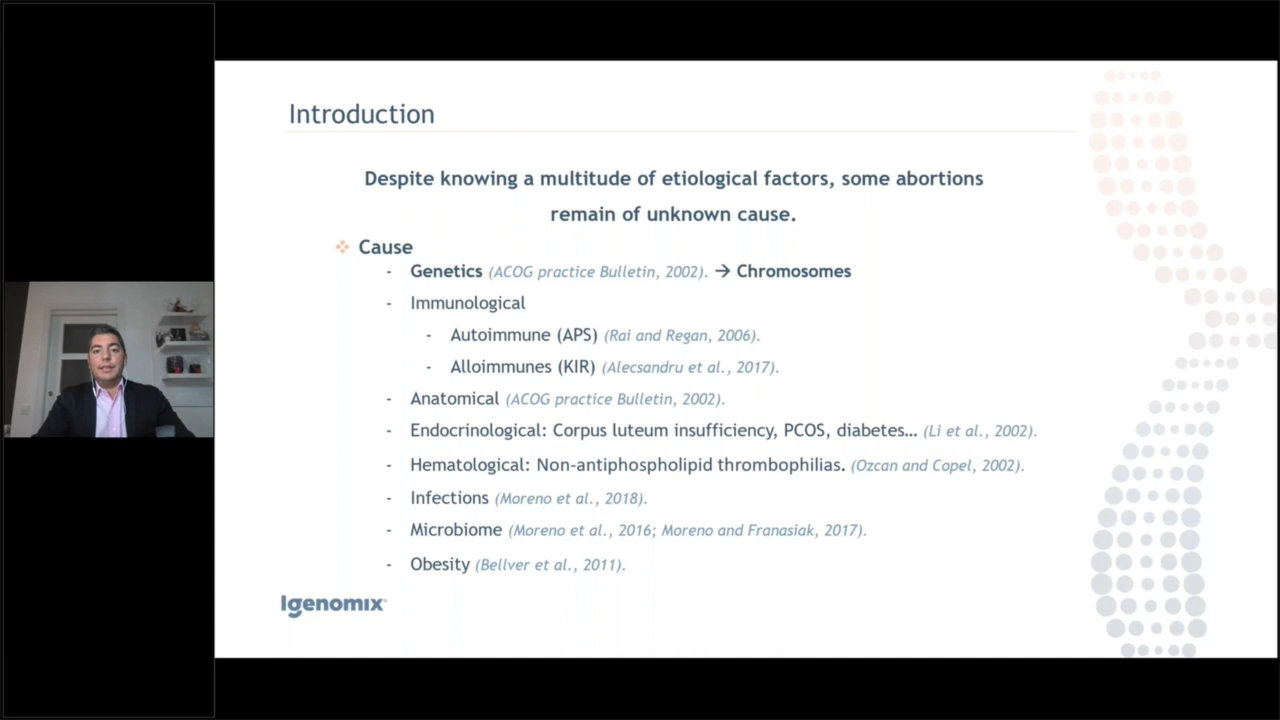 Introduction
Despite knowing a multitude of etiological factors, some abortions
remain of unknown cause.
❖ Cause
- Genetics (ACOG practice Bulletin, 2002). → Chromosomes
- Immunological
- Autoimmune (APS) (Rai and Regan, 2006).
- Alloimmunes (KIR) (Alecsandru et al., 2017).
- Anatomical (ACOG practice Bulletin, 2002).
- Endocrinological: Corpus luteum insufficiency, PCOS, diabetes… (Li et al., 2002).
- Hematological: Non-antiphospholipid thrombophilias. (Ozcan and Copel, 2002).
- Infections (Moreno et al., 2018).
- Microbiome (Moreno et al., 2016; Moreno and Franasiak, 2017).
- Obesity (Bellver et al., 2011).
Igenomix